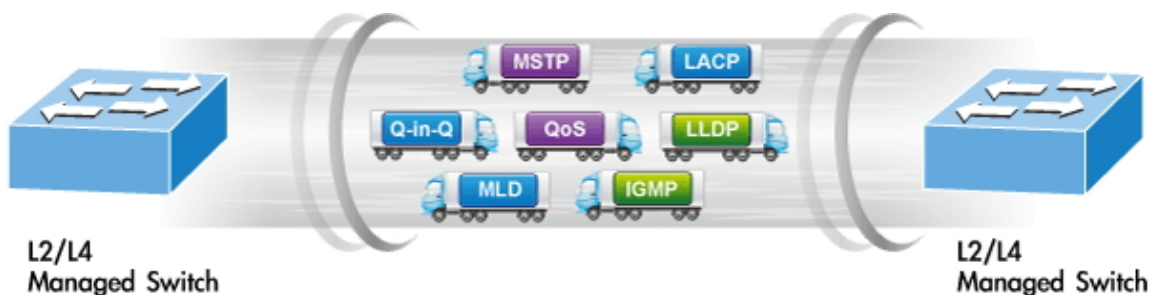 MSTP
LACP
Q-in-Q
QoS
LLDP
MLD
IGMP
L2/L4
Managed Switch
L2/L4
Managed Switch